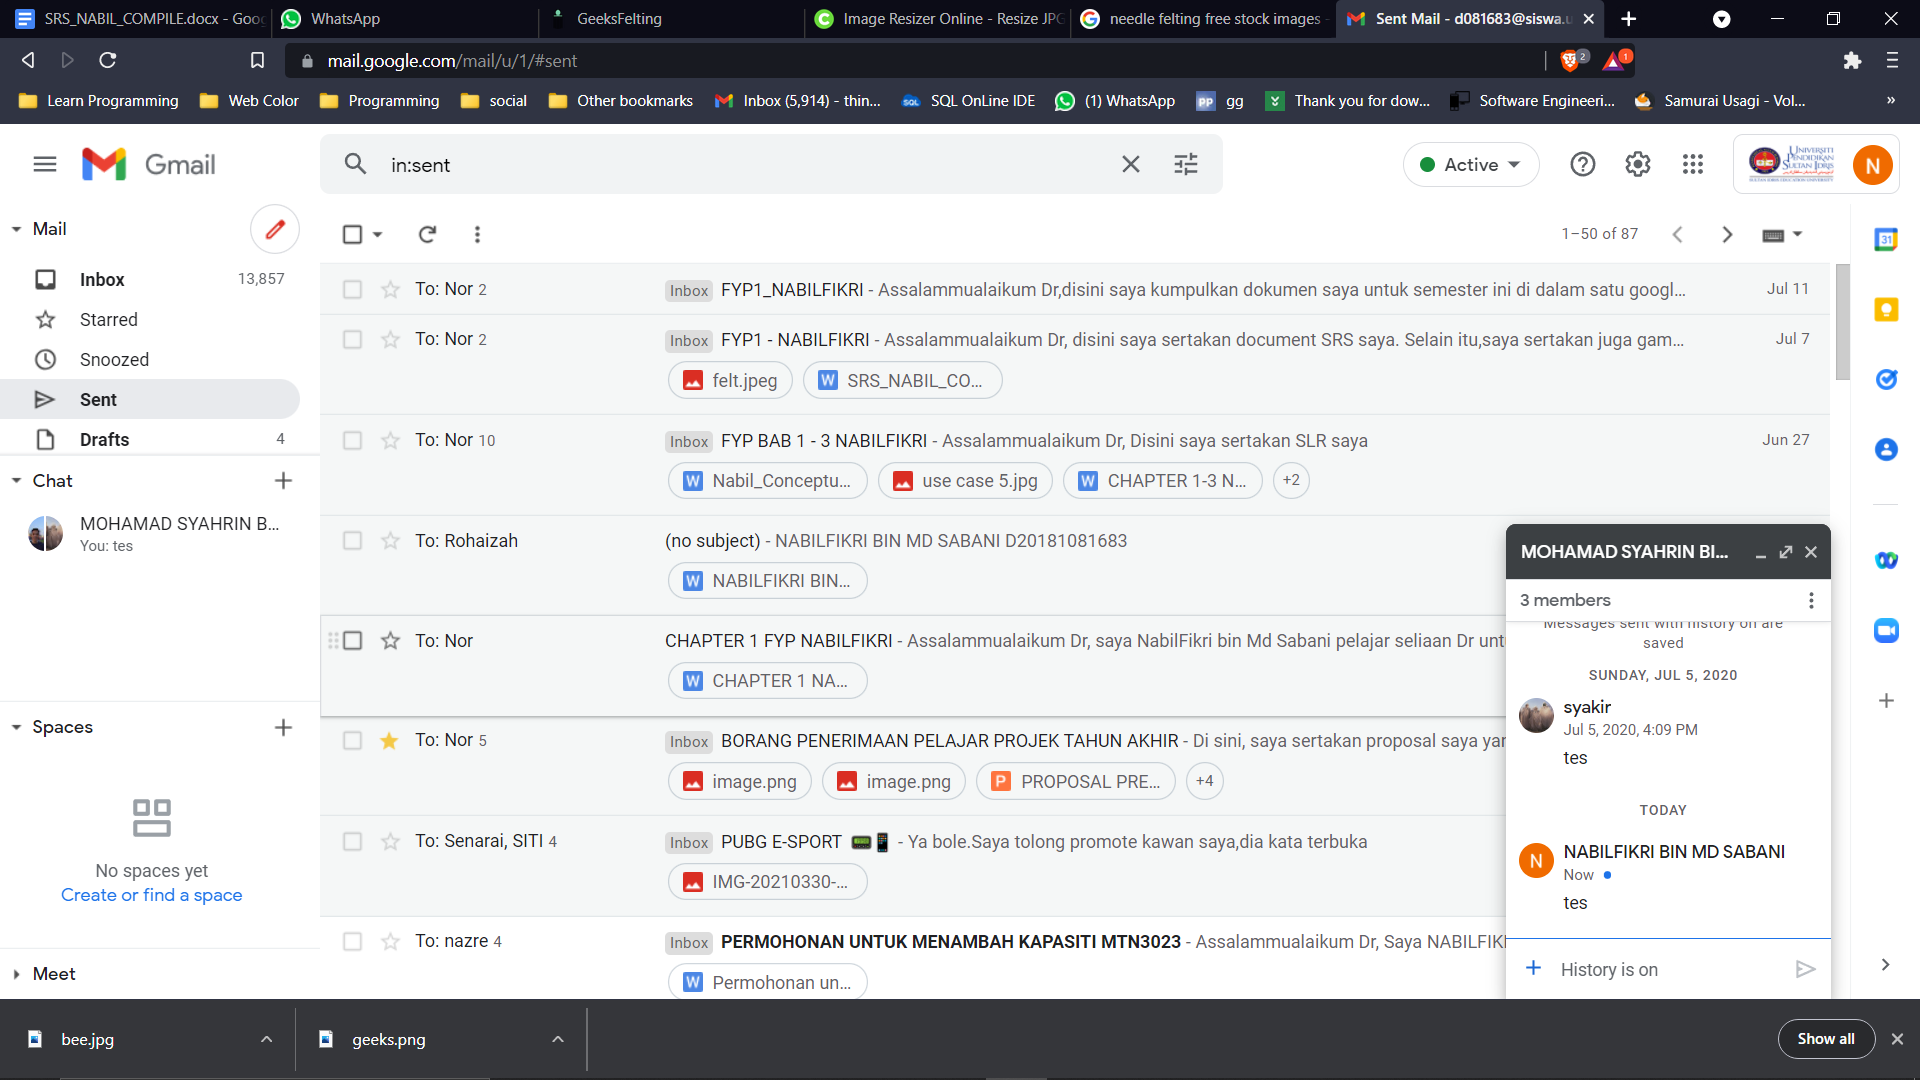 SRS_NABIL_COMPILE.docx - Goo
WhatsApp
GeeksFelting
Image Resizer Online - Resize JPG
needle felting free stock images -
Sent Mail - d081683@siswa.u
mail.google.com/mail/u/1/#sent
2
1
Learn Programming
Web Color
Programming
social
Other bookmarks
Inbox (5,914) - thin...
SQL OnLine IDE
(1) WhatsApp
gg
Thank you for dow...
Software Engineeri...
Samurai Usagi - Vol...
»
Gmail
in:sent
Active
UNIVERSITI
PENDIDIKAN
SULTAN IDRIS
N
Mail
Inbox 13,857
Starred
Snoozed
Sent
Drafts 4
Chat
MOHAMAD SYAHRIN B...
You: tes
Spaces
No spaces yet
Create or find a space
Meet
1–50 of 87
To: Nor 2 Inbox FYP1_NABILFIKRI - Assalammualaikum Dr,disini saya kumpulkan dokumen saya untuk semester ini di dalam satu googl... Jul 11
To: Nor 2 Inbox FYP1 - NABILFIKRI - Assalammualaikum Dr, disini saya sertakan document SRS saya. Selain itu,saya sertakan juga gam... Jul 7
felt.jpeg
SRS_NABIL_CO...
To: Nor 10 Inbox FYP BAB 1 - 3 NABILFIKRI - Assalammualaikum Dr, Disini saya sertakan SLR saya Jun 27
Nabil_Conceptu...
use case 5.jpg
CHAPTER 1-3 N...
+2
To: Rohaizah (no subject) - NABILFIKRI BIN MD SABANI D20181081683
NABILFIKRI BIN...
To: Nor CHAPTER 1 FYP NABILFIKRI - Assalammualaikum Dr, saya NabilFikri bin Md Sabani pelajar seliaan Dr unt
CHAPTER 1 NA...
To: Nor 5 Inbox BORANG PENERIMAAN PELAJAR PROJEK TAHUN AKHIR - Di sini, saya sertakan proposal saya yan
image.png
image.png
PROPOSAL PRE...
+4
To: Senarai, SITI 4 Inbox PUBG E-SPORT 📟📱 - Ya bole.Saya tolong promote kawan saya,dia kata terbuka
IMG-20210330-...
To: nazre 4 Inbox PERMOHONAN UNTUK MENAMBAH KAPASITI MTN3023 - Assalammualaikum Dr, Saya NABILFIK
Permohonan un...
MOHAMAD SYAHRIN BI...
3 members
Messages sent with history on are
saved
SUNDAY, JUL 5, 2020
syakir
Jul 5, 2020, 4:09 PM
tes
TODAY
N
NABILFIKRI BIN MD SABANI
Now
tes
History is on
31
bee.jpg
geeks.png
Show all